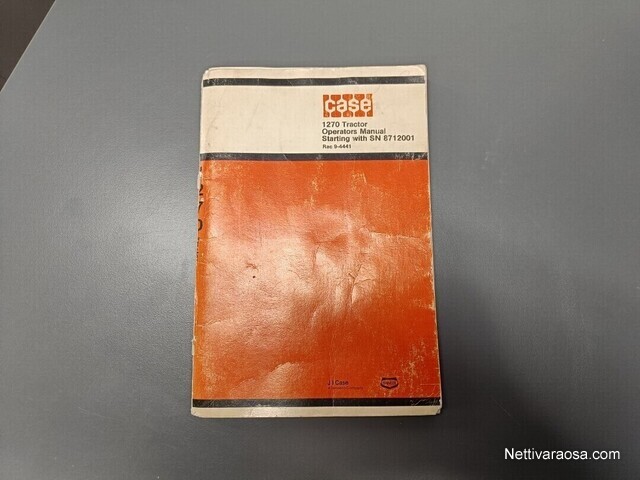 case
1270 Tractor
Operators Manual
Starting with SN 8712001
Rac 9-4441
J I Case
Nettivaraosa.com